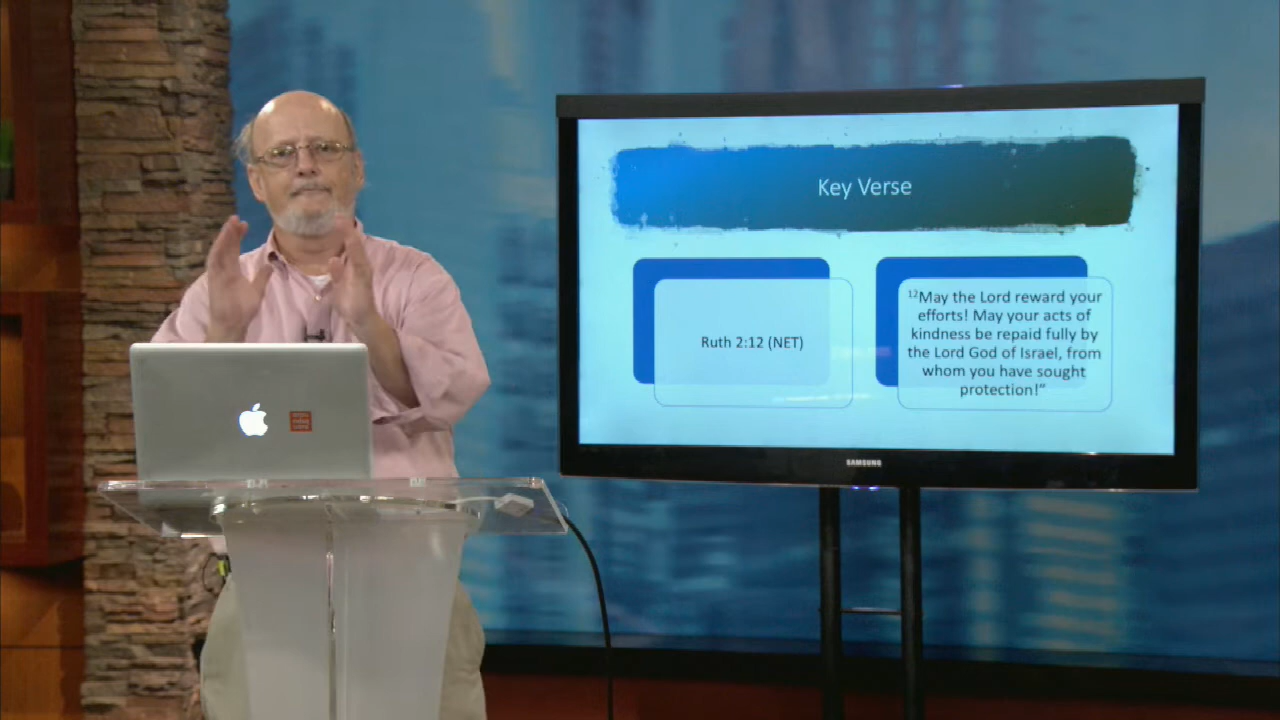 Key Verse
Ruth 2:12 (NET)
12May the Lord reward your
efforts! May your acts of
kindness be repaid fully by
the Lord God of Israel, from
whom you have sought
protection!“
SAMSUNG